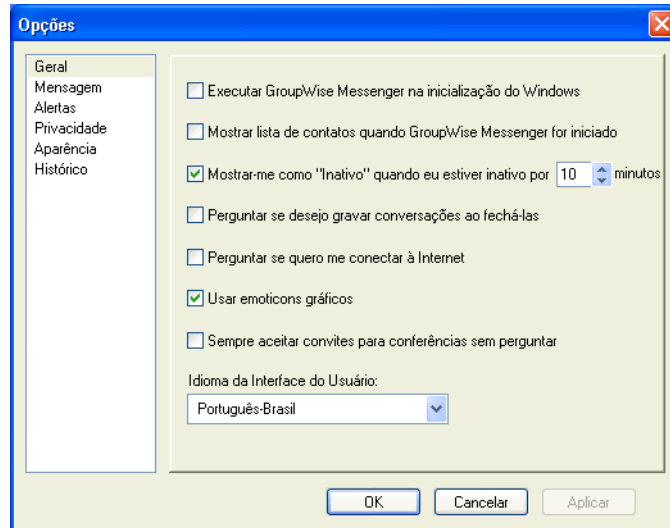 Opções
Geral
Mensagem
Alertas
Privacidade
Aparência
Histórico
Executar GroupWise Messenger na inicialização do Windows
Mostrar lista de contatos quando GroupWise Messenger for iniciado
Mostrar-me como "Inativo" quando eu estiver inativo por 10 minutos
Perguntar se desejo gravar conversações ao fechá-las
Perguntar se quero me conectar à Internet
Usar emoticons gráficos
Sempre aceitar convites para conferências sem perguntar
Idioma da Interface do Usuário:
Português-Brasil
OK Cancelar Aplicar